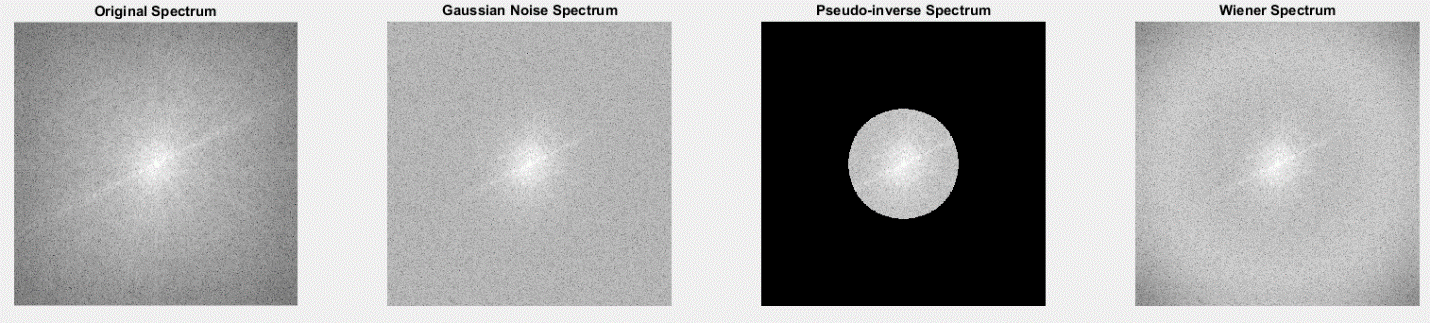 Original Spectrum
Gaussian Noise Spectrum
Pseudo-inverse Spectrum
Wiener Spectrum